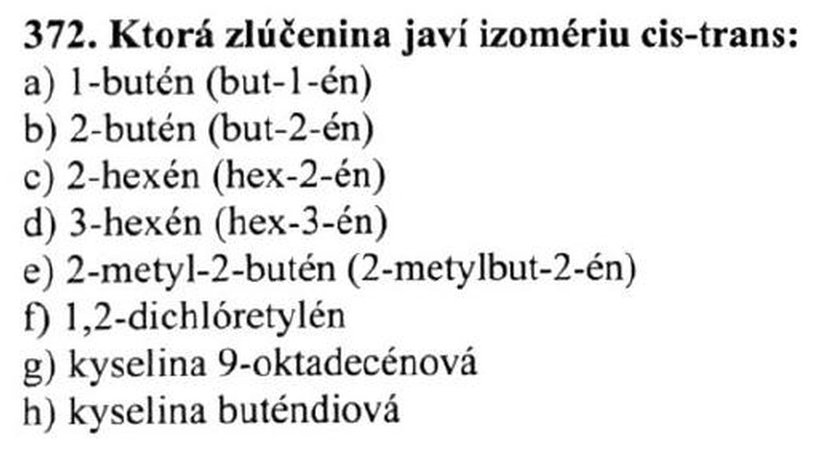 372. Ktorá zlúčenina javí izomériu cis-trans:
a) 1-butén (but-1-én)
b) 2-butén (but-2-én)
c) 2-hexén (hex-2-én)
d) 3-hexén (hex-3-én)
e) 2-metyl-2-butén (2-metylbut-2-én)
f) 1,2-dichlóretylén
g) kyselina 9-oktadecénová
h) kyselina buténdiová